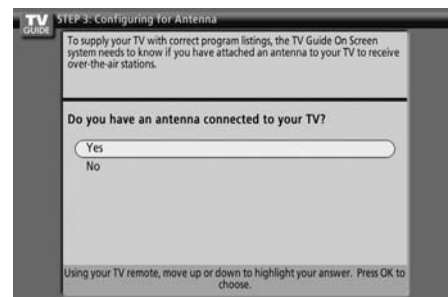 TV
GUIDE
STEP 3: Configuring for Antenna
To supply your TV with correct program listings, the TV Guide On Screen
system needs to know if you have attached an antenna to your TV to receive
over-the-air stations.
Do you have an antenna connected to your TV?
Yes
No
Using your TV remote, move up or down to highlight your answer. Press OK to
choose.